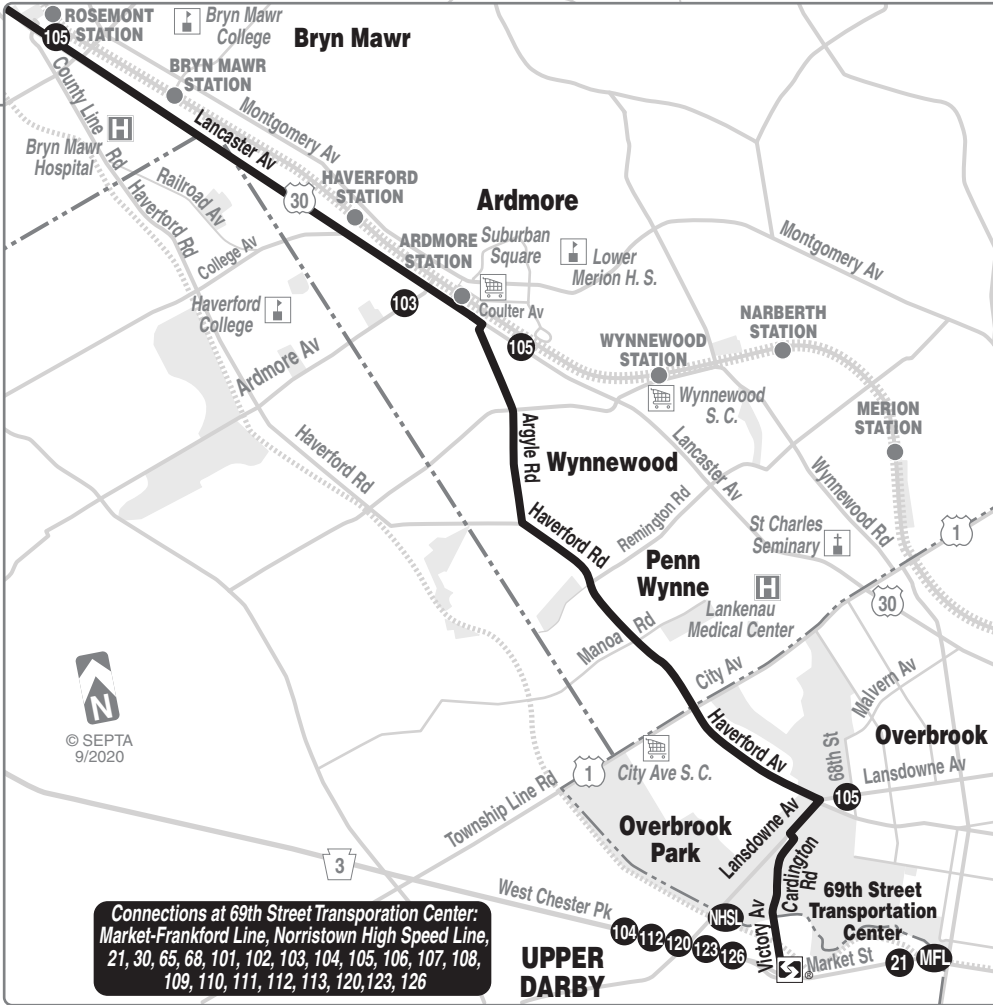 ROSEMONT
STATION
105
Bryn Mawr
College
Bryn Mawr
BRYN MAWR
STATION
County Line Rd
Montgomery Av
Lancaster Av
H
Bryn Mawr
Hospital
HAVERFORD
STATION
30
Railroad Av
Haverford Rd
College Av
Ardmore
ARDMORE
STATION
Suburban
Square
Lower
Merion H. S.
Montgomery Av
Haverford
College
103
Coulter Av
105
NARBERTH
STATION
WYNNEWOOD
STATION
Ardmore Av
Wynnewood
S. C.
MERION
STATION
Argyle Rd
Haverford Rd
Wynnewood
Lancaster Av
Wynnewood Rd
Haverford Rd
Remington Rd
St Charles
Seminary
1
Penn
Wynne
H
Lankenau
Medical Center
30
Manoa Rd
City Av
Malvern Av
N
© SEPTA
9/2020
Haverford Av
68th St
Overbrook
Lansdowne Av
1
City Ave S. C.
105
Township Line Rd
Overbrook
Park
Lansdowne Av
Cardington
Rd
3
West Chester Pk
69th Street
Transportation
Center
NHSL
Victory Av
104
112
120
123
126
Market St
21
MFL
S
®
UPPER
DARBY
Connections at 69th Street Transporation Center:
Market-Frankford Line, Norristown High Speed Line,
21, 30, 65, 68, 101, 102, 103, 104, 105, 106, 107, 108,
109, 110, 111, 112, 113, 120,123, 126